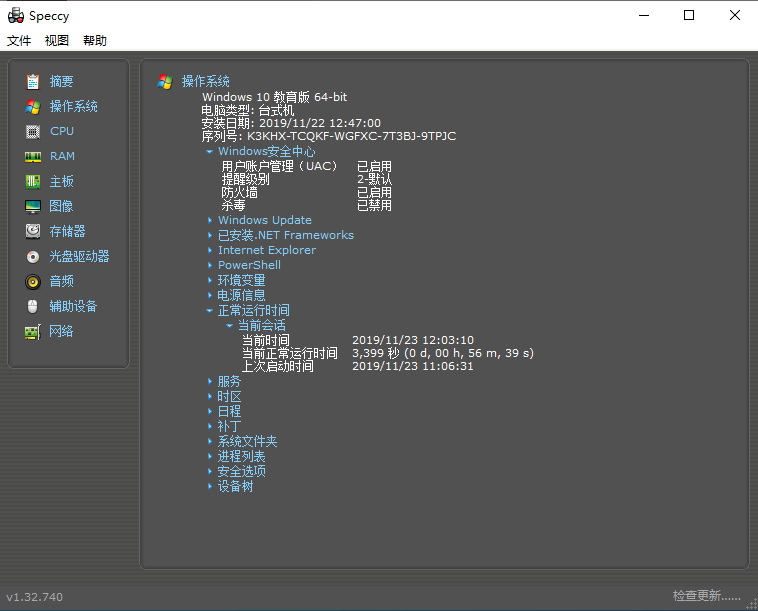 Speccy
文件 视图 帮助
摘要
操作系统
CPU
RAM
主板
图像
存储器
光盘驱动器
音频
辅助设备
网络
操作系统
Windows 10 教育版 64-bit
电脑类型: 台式机
安装日期: 2019/11/22 12:47:00
序列号: K3KHX-TCQKF-WGFXC-7T3BJ-9TPJC
Windows安全中心
用户账户管理（UAC） 已启用
提醒级别 2-默认
防火墙 已启用
杀毒 已禁用
Windows Update
已安装.NET Frameworks
Internet Explorer
PowerShell
环境变量
电源信息
正常运行时间
当前会话
当前时间 2019/11/23 12:03:10
当前正常运行时间 3,399 秒 (0 d, 00 h, 56 m, 39 s)
上次启动时间 2019/11/23 11:06:31
服务
时区
日程
补丁
系统文件夹
进程列表
安全选项
设备树
v1.32.740 检查更新......